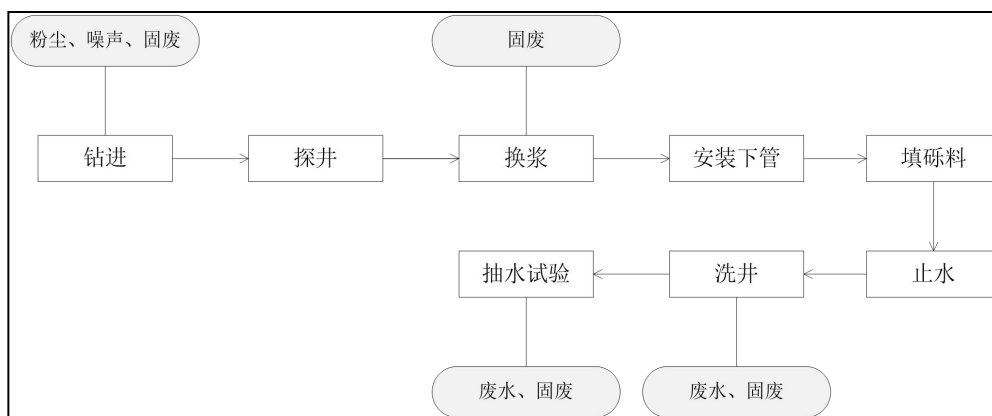 粉尘、噪声、固废
固废
钻进
探井
换浆
安装下管
填砾料
抽水试验
洗井
止水
废水、固废
废水、固废